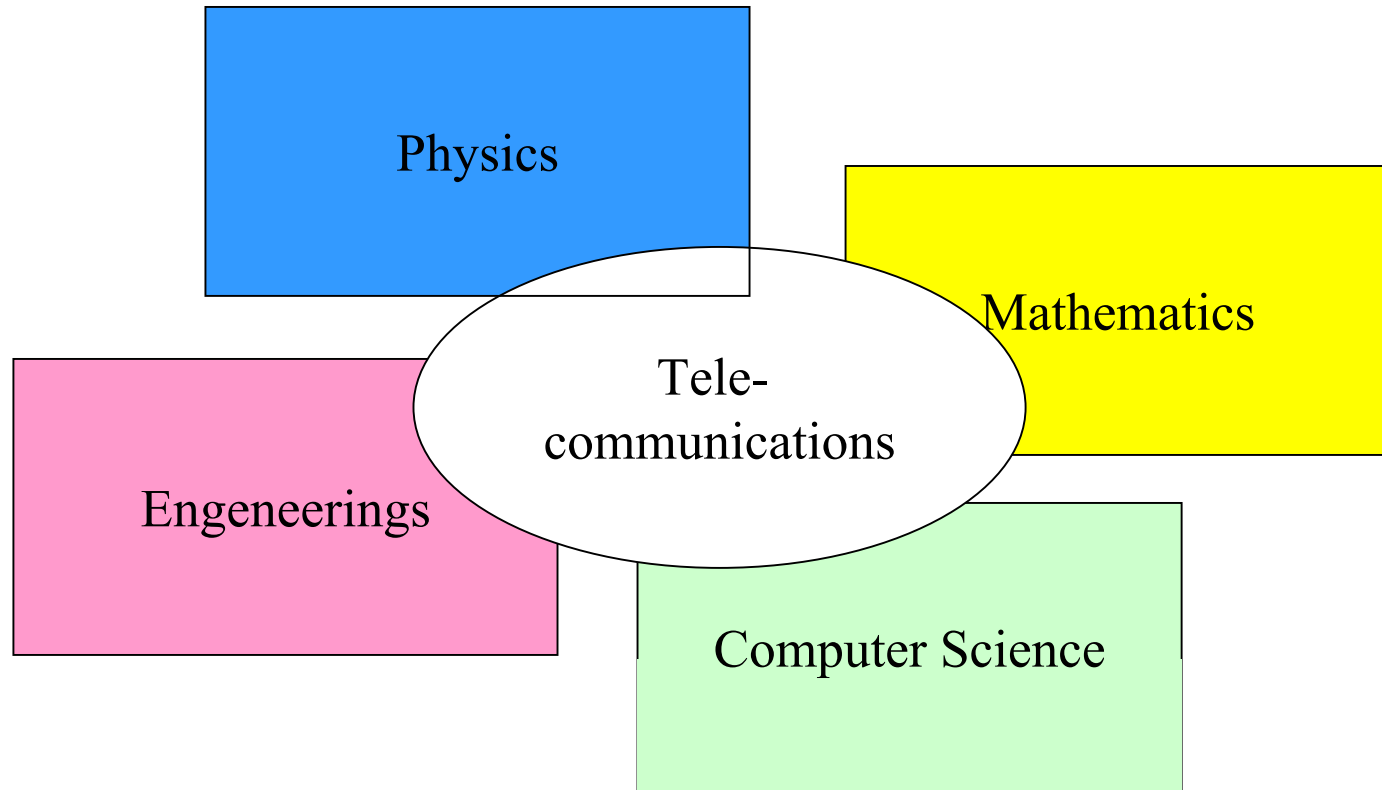 Physics
Mathematics
Tele-
communications
Engeneerings
Computer Science